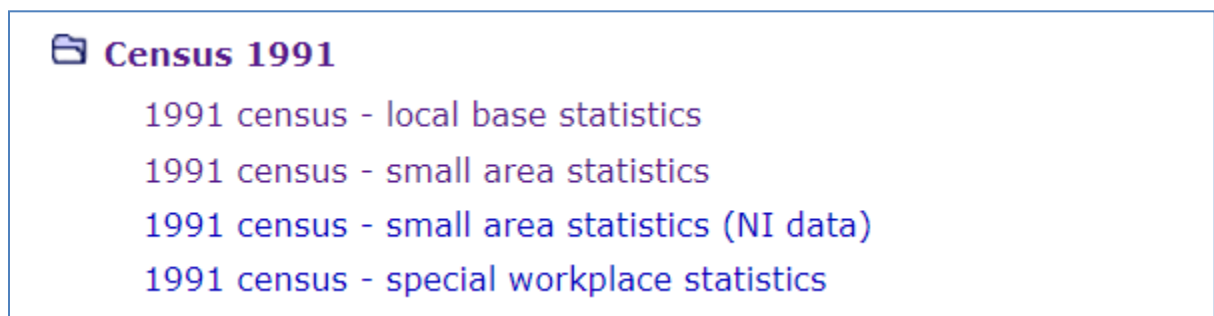 Census 1991
1991 census - local base statistics
1991 census - small area statistics
1991 census - small area statistics (NI data)
1991 census - special workplace statistics